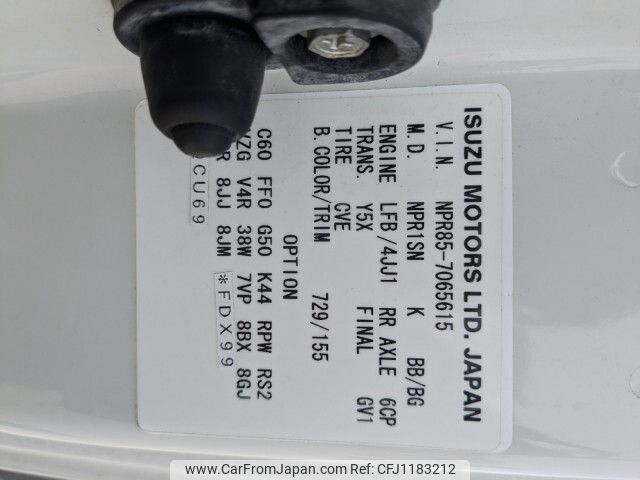 ISUZU MOTORS LTD. JAPAN
V.I.N. NPR85-7065615
M.D. NPR1SN K BB/BG
ENGINE LFB/4JJ1 RR AXLE 6CP
TRANS. Y5X FINAL GV1
TIRE CVE
B.COLOR/TRIM 729/155
OPTION
C60 FF0 G50 K44 RPW RS2
V4R 38W 7VP 8BX 8GJ
8JJ 8JM *FDX99
CU69
www.CarFromJapan.com | CFJ1183212